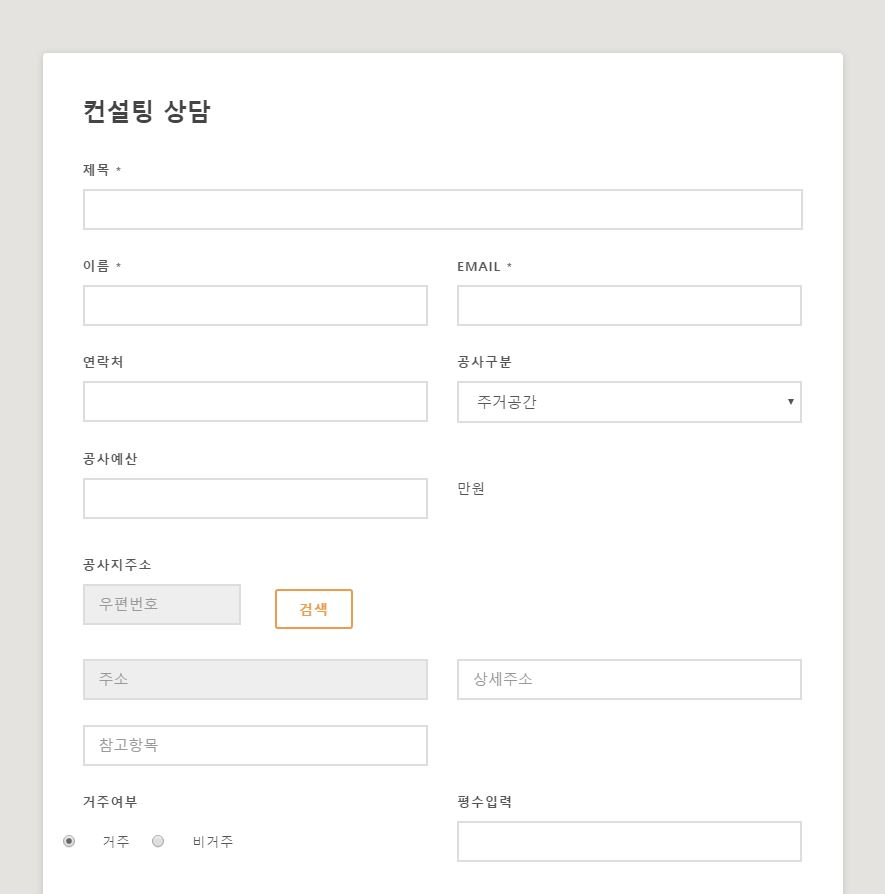 컨설팅 상담
제목 *
이름 * EMAIL *
연락처 공사구분
주거공간
공사예산
만원
공사지주소
우편번호 검색
주소 상세주소
참고항목
거주여부 평수입력
거주 비거주